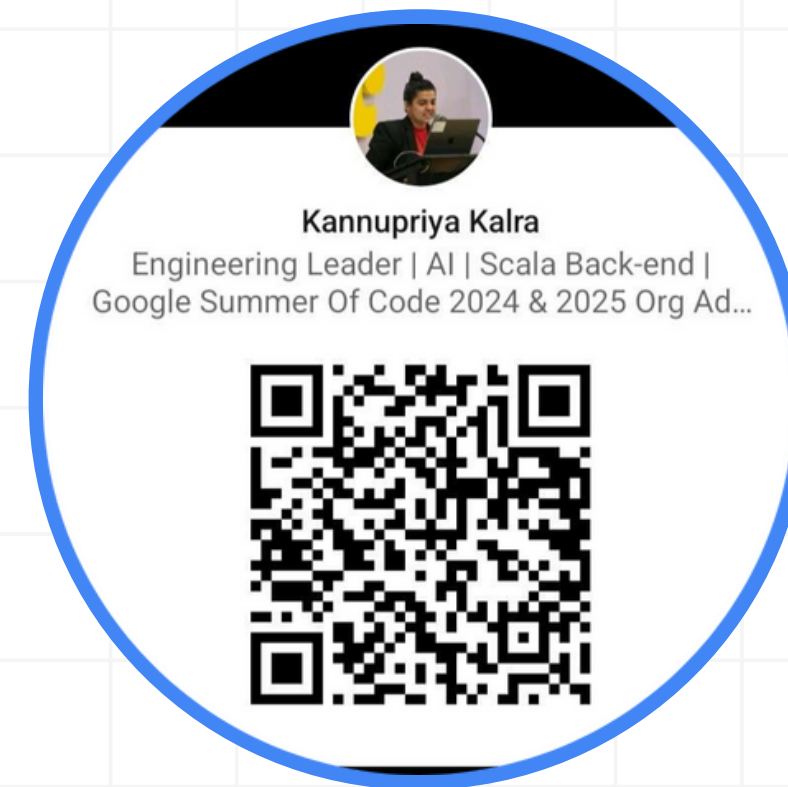 Kannupriya Kalra
Engineering Leader | AI | Scala Back-end |
Google Summer Of Code 2024 & 2025 Org Ad...